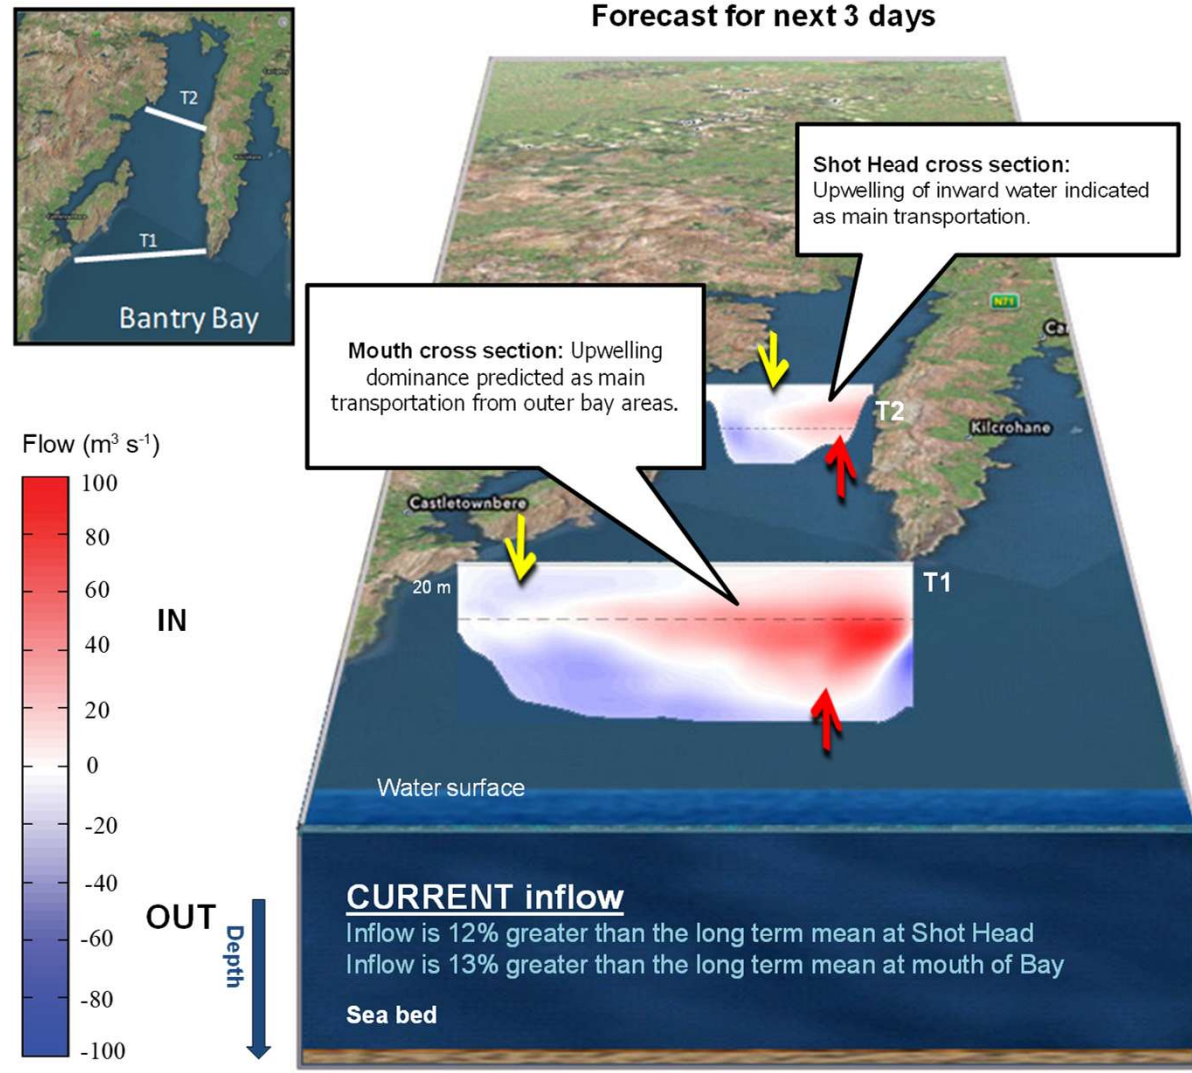 Forecast for next 3 days
T2
T1
Bantry Bay
Shot Head cross section:
Upwelling of inward water indicated
as main transportation.
N71
Mouth cross section: Upwelling
dominance predicted as main
transportation from outer bay areas.
T2
Kilcrohane
Castletownbere
20 m
T1
Flow (m³ s⁻¹)
100
80
60
40
20
0
-20
-40
-60
-80
-100
IN
OUT
Depth
Water surface
CURRENT inflow
Inflow is 12% greater than the long term mean at Shot Head
Inflow is 13% greater than the long term mean at mouth of Bay
Sea bed